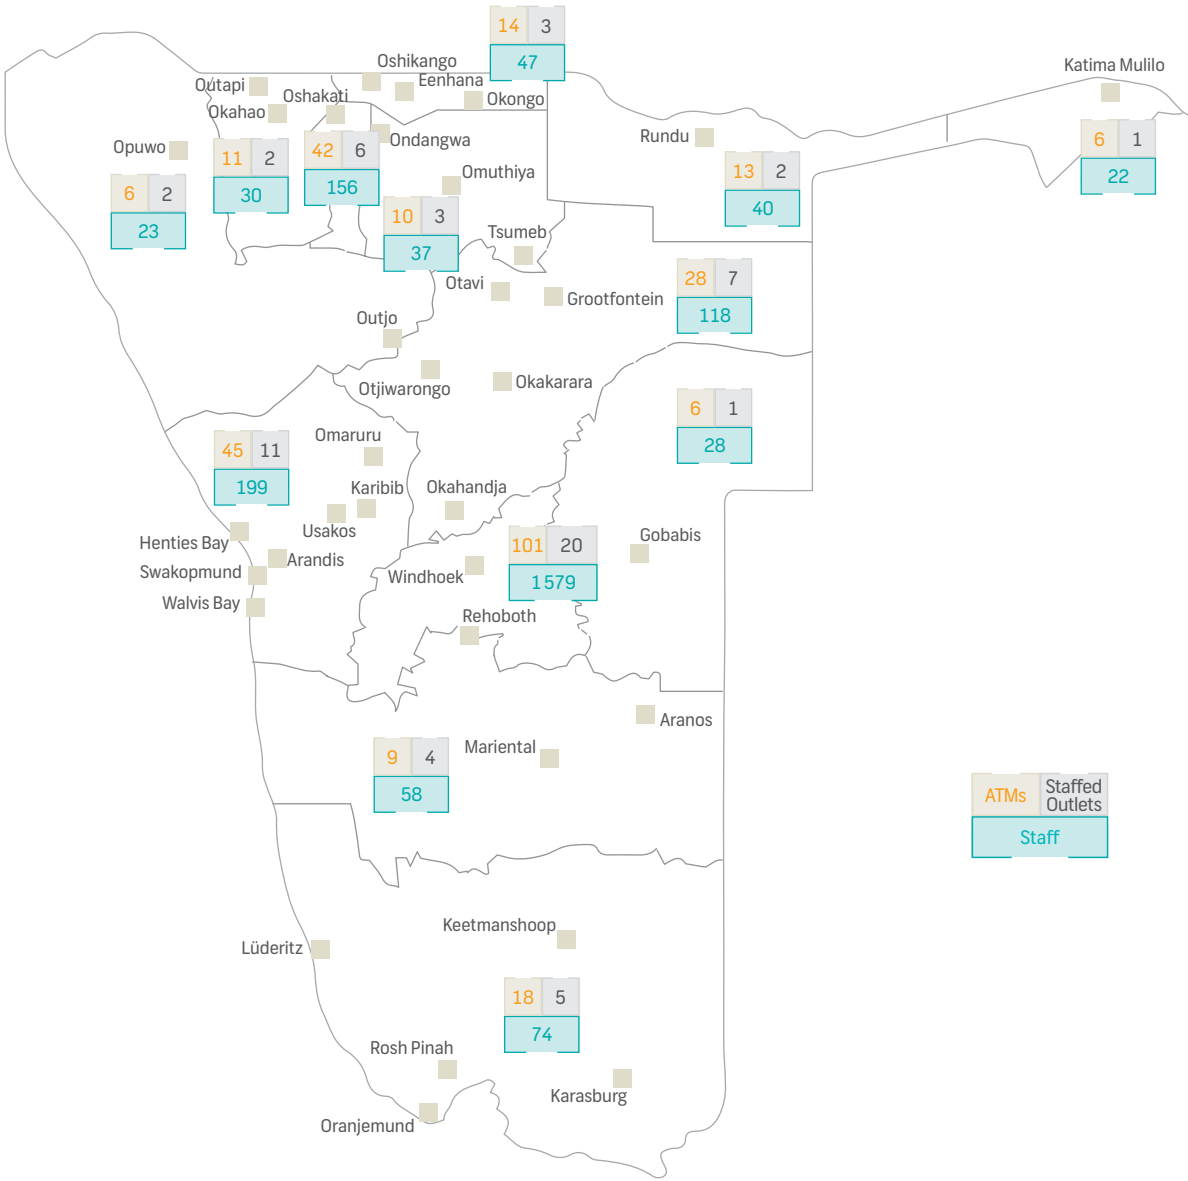 14 3
47
Oshikango
Eenhana
Okongo
Outapi
Oshakati
Okahao
Ondangwa
Katima Mulilo
6 1
22
Rundu
13 2
40
Opuwo
6 2
23
11 2
30
42 6
156
Omuthiya
10 3
37
Tsumeb
Otavi
Grootfontein
28 7
118
Outjo
Otjiwarongo
Okakarara
6 1
28
45 11
199
Omaruru
Karibib
Okahandja
Usakos
Henties Bay
Arandis
Swakopmund
Walvis Bay
Windhoek
101 20
1 579
Gobabis
Rehoboth
Aranos
Mariental
9 4
58
ATMs
Staffed
Outlets
Staff
Keetmanshoop
Lüderitz
18 5
74
Rosh Pinah
Karasburg
Oranjemund